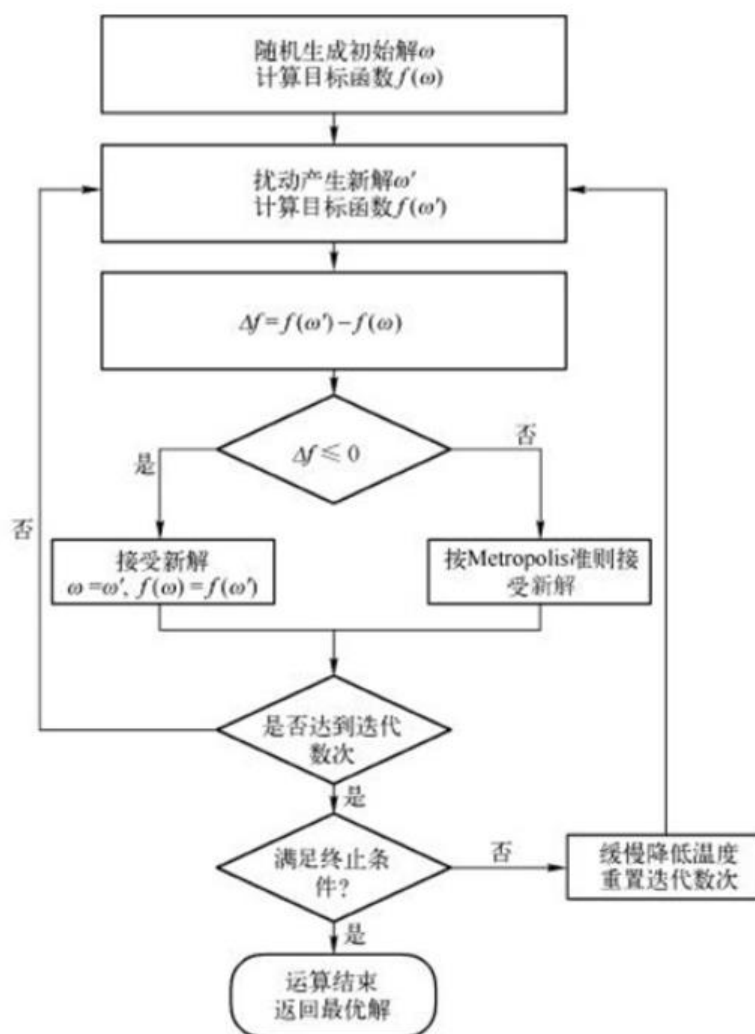 随机生成初始解ω
计算目标函数f(ω)
扰动产生新解ω′
计算目标函数f(ω′)
Δf=f(ω′)−f(ω)
Δf≤0
是
否
接受新解
ω=ω′, f(ω)=f(ω′)
按Metropolis准则接
受新解
否
是否达到迭代
数次
是
满足终止条
件?
否
缓慢降低温度
重置迭代数次
是
运算结束
返回最优解